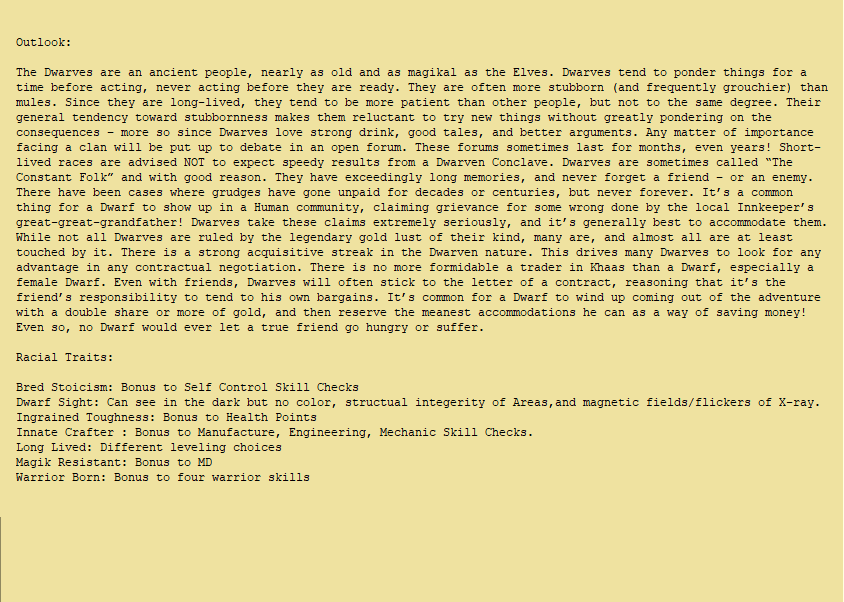 Outlook:
The Dwarves are an ancient people, nearly as old and as magikal as the Elves. Dwarves tend to ponder things for a
time before acting, never acting before they are ready. They are often more stubborn (and frequently grouchier) than
mules. Since they are long-lived, they tend to be more patient than other people, but not to the same degree. Their
general tendency toward stubbornness makes them reluctant to try new things without greatly pondering on the
consequences – more so since Dwarves love strong drink, good tales, and better arguments. Any matter of importance
facing a clan will be put up to debate in an open forum. These forums sometimes last for months, even years! Short-
lived races are advised NOT to expect speedy results from a Dwarven Conclave. Dwarves are sometimes called “The
Constant Folk” and with good reason. They have exceedingly long memories, and never forget a friend – or an enemy.
There have been cases where grudges have gone unpaid for decades or centuries, but never forever. It’s a common
thing for a Dwarf to show up in a Human community, claiming grievance for some wrong done by the local Innkeeper’s
great-great-grandfather! Dwarves take these claims extremely seriously, and it’s generally best to accommodate them.
While not all Dwarves are ruled by the legendary gold lust of their kind, many are, and almost all are at least
touched by it. There is a strong acquisitive streak in the Dwarven nature. This drives many Dwarves to look for any
advantage in any contractual negotiation. There is no more formidable a trader in Khaas than a Dwarf, especially a
female Dwarf. Even with friends, Dwarves will often stick to the letter of a contract, reasoning that it’s the
friend’s responsibility to tend to his own bargains. It’s common for a Dwarf to wind up coming out of the adventure
with a double share or more of gold, and then reserve the meanest accommodations he can as a way of saving money!
Even so, no Dwarf would ever let a true friend go hungry or suffer.
Racial Traits:
Bred Stoicism: Bonus to Self Control Skill Checks
Dwarf Sight: Can see in the dark but no color, structual integerity of Areas,and magnetic fields/flickers of X-ray.
Ingrained Toughness: Bonus to Health Points
Innate Crafter : Bonus to Manufacture, Engineering, Mechanic Skill Checks.
Long Lived: Different leveling choices
Magik Resistant: Bonus to MD
Warrior Born: Bonus to four warrior skills